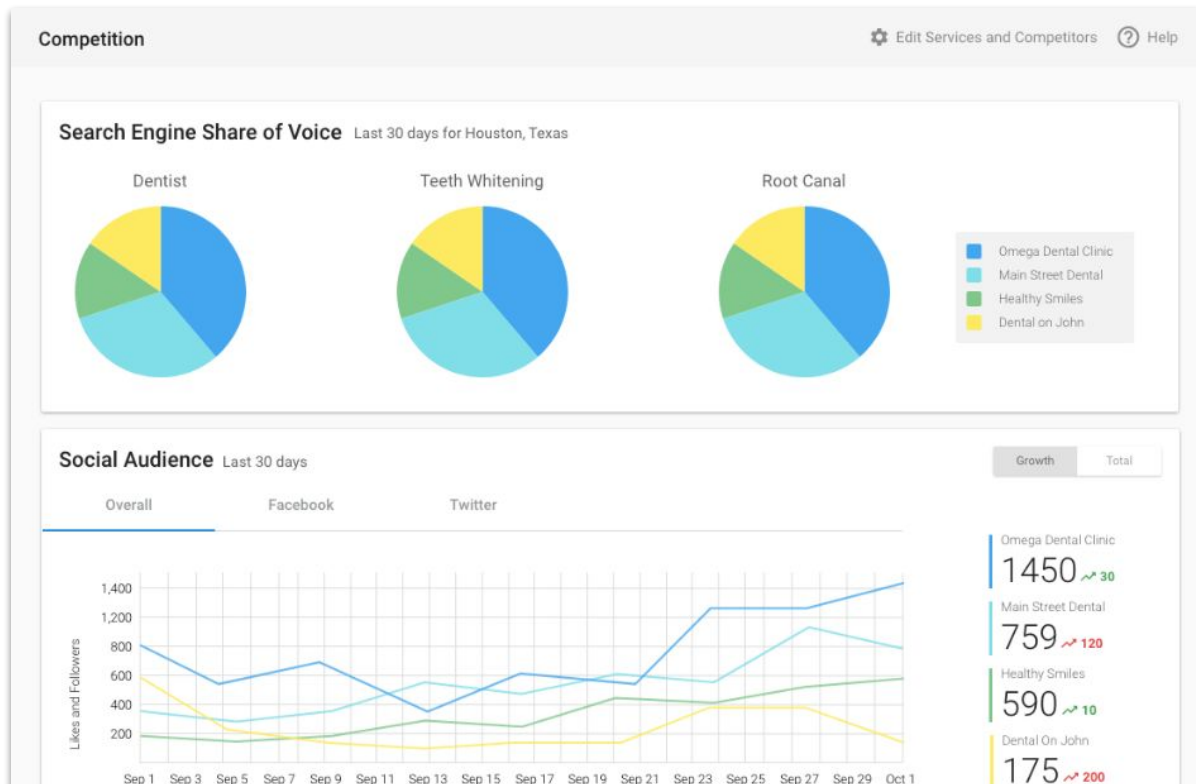 Competition
Edit Services and Competitors
Help
Search Engine Share of Voice Last 30 days for Houston, Texas
Dentist
Teeth Whitening
Root Canal
Omega Dental Clinic
Main Street Dental
Healthy Smiles
Dental on John
Social Audience Last 30 days
Growth
Total
Overall
Facebook
Twitter
Likes and Followers
1,400
1,200
800
600
400
200
Sep 1 Sep 3 Sep 5 Sep 7 Sep 9 Sep 11 Sep 13 Sep 15 Sep 17 Sep 19 Sep 21 Sep 23 Sep 25 Sep 27 Sep 29 Oct 1
Omega Dental Clinic
1450 30
Main Street Dental
759 120
Healthy Smiles
590 10
Dental On John
175 200